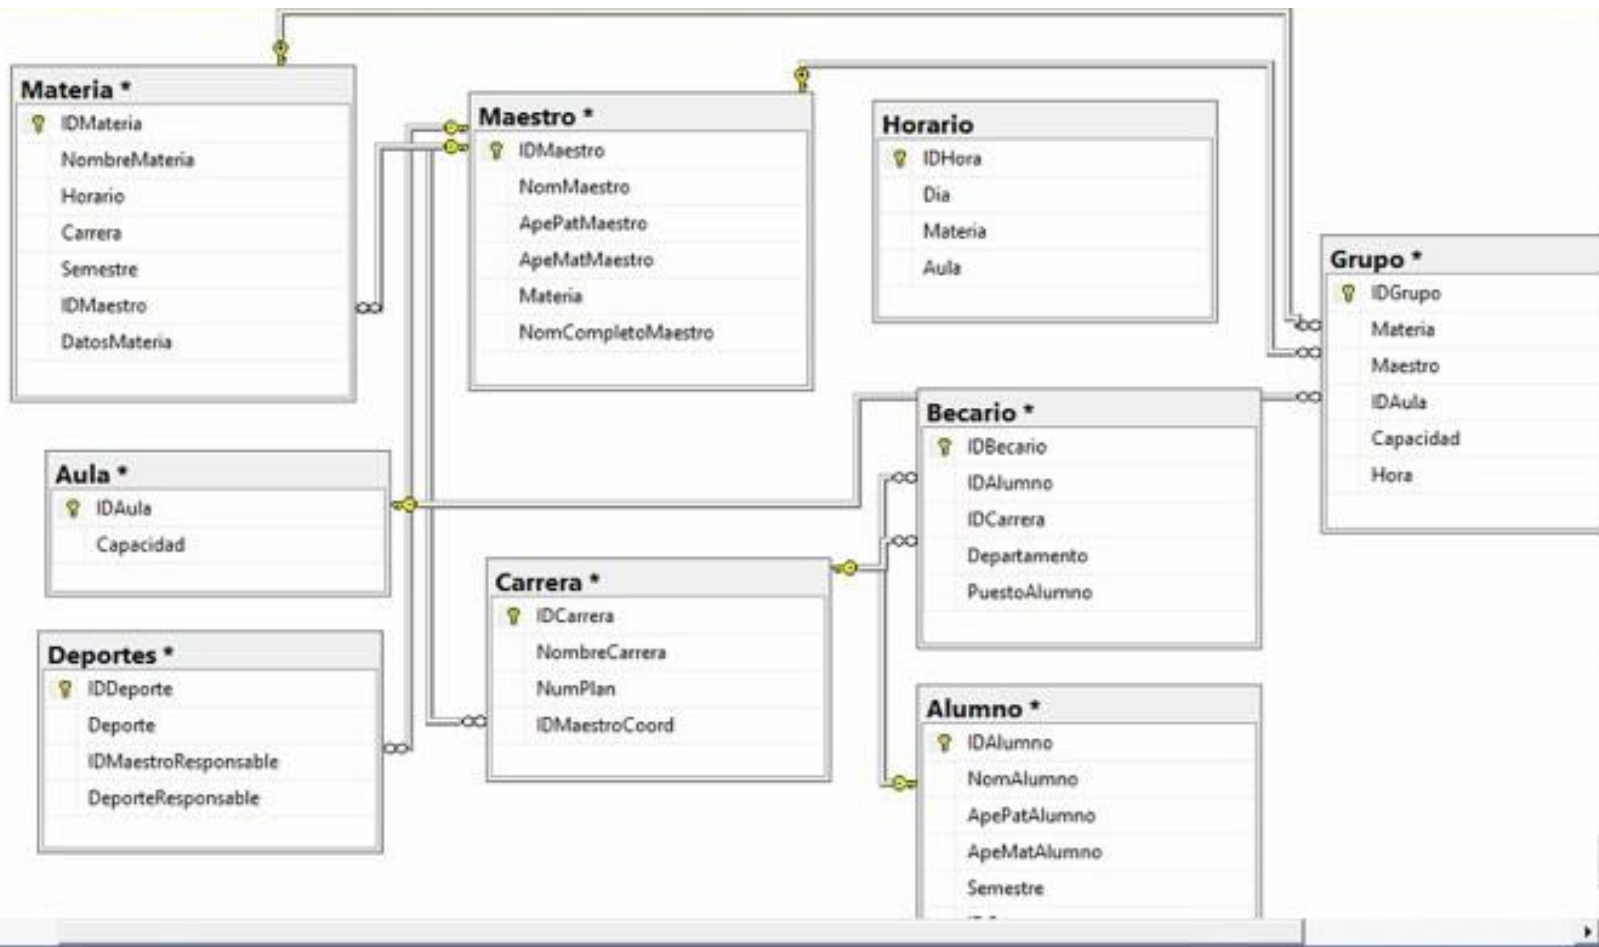 Materia *
IDMateria
NombreMateria
Horario
Carrera
Semestre
IDMaestro
DatosMateria
Maestro *
IDMaestro
NomMaestro
ApePatMaestro
ApeMatMaestro
Materia
NomCompletoMaestro
Horario
IDHora
Dia
Materia
Aula
Grupo *
IDGrupo
Materia
Maestro
IDAula
Capacidad
Hora
Aula *
IDAula
Capacidad
Becario *
IDBecario
IDAlumno
IDCarrera
Departamento
PuestoAlumno
Carrera *
IDCarrera
NombreCarrera
NumPlan
IDMaestroCoord
Deportes *
IDDeporte
Deporte
IDMaestroResponsable
DeporteResponsable
Alumno *
IDAlumno
NomAlumno
ApePatAlumno
ApeMatAlumno
Semestre